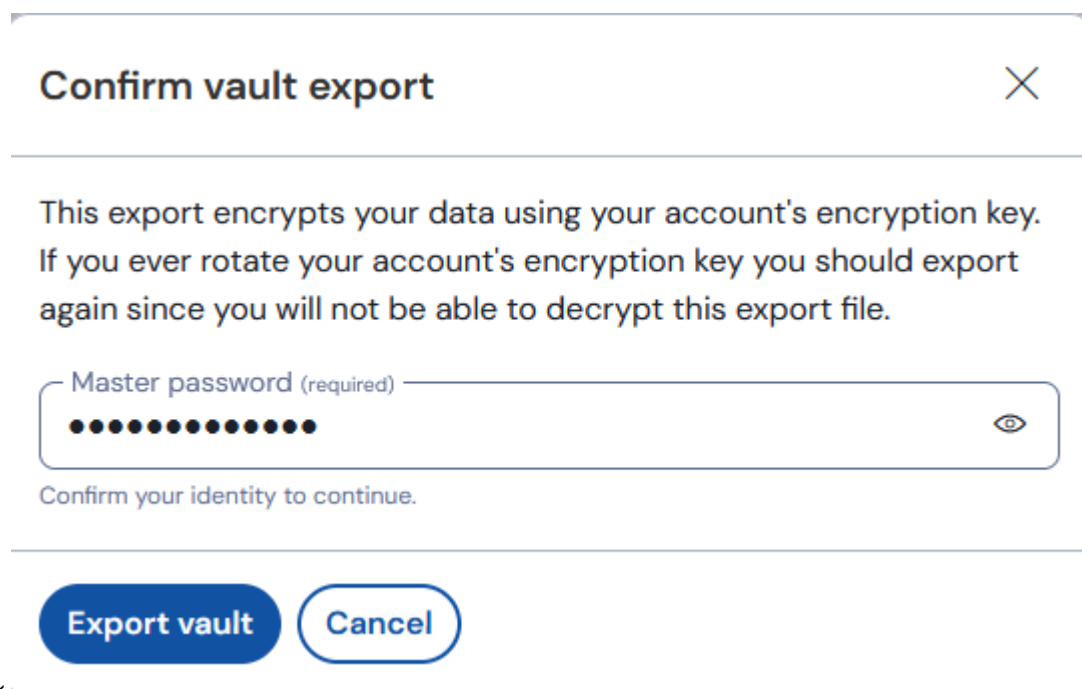 Confirm vault export
This export encrypts your data using your account's encryption key.
If you ever rotate your account's encryption key you should export
again since you will not be able to decrypt this export file.
Master password (required)
•••••••••••••
Confirm your identity to continue.
Export vault
Cancel